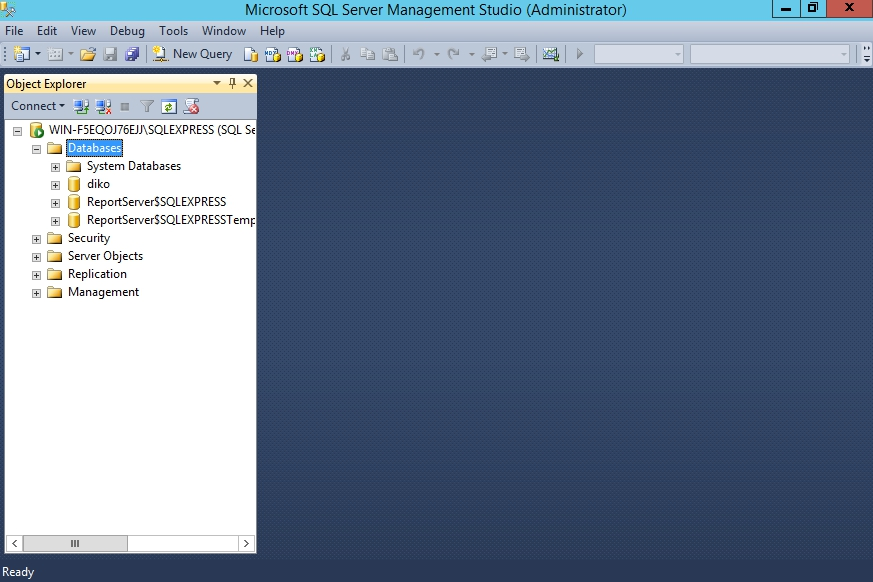 Microsoft SQL Server Management Studio (Administrator)
File Edit View Debug Tools Window Help
New Query
Object Explorer
Connect
WIN-F5EQOJ76EJJ\SQLEXPRESS (SQL Se
Databases
System Databases
diko
ReportServer$SQLEXPRESS
ReportServer$SQLEXPRESSTemp
Security
Server Objects
Replication
Management
Ready